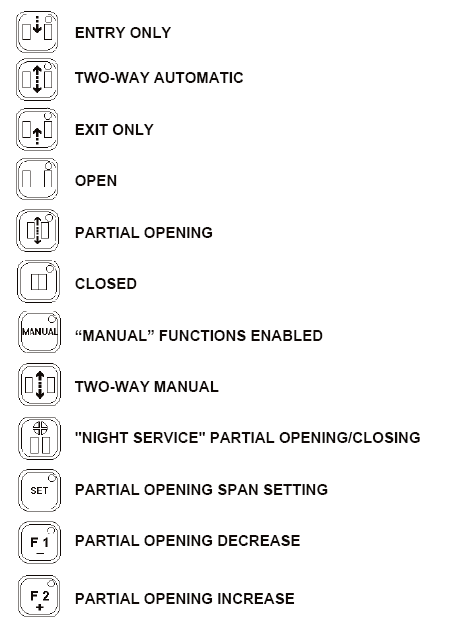 ENTRY ONLY
TWO-WAY AUTOMATIC
EXIT ONLY
OPEN
PARTIAL OPENING
CLOSED
MANUAL “MANUAL” FUNCTIONS ENABLED
TWO-WAY MANUAL
"NIGHT SERVICE" PARTIAL OPENING/CLOSING
SET PARTIAL OPENING SPAN SETTING
F 1 PARTIAL OPENING DECREASE
–
F 2 PARTIAL OPENING INCREASE
+